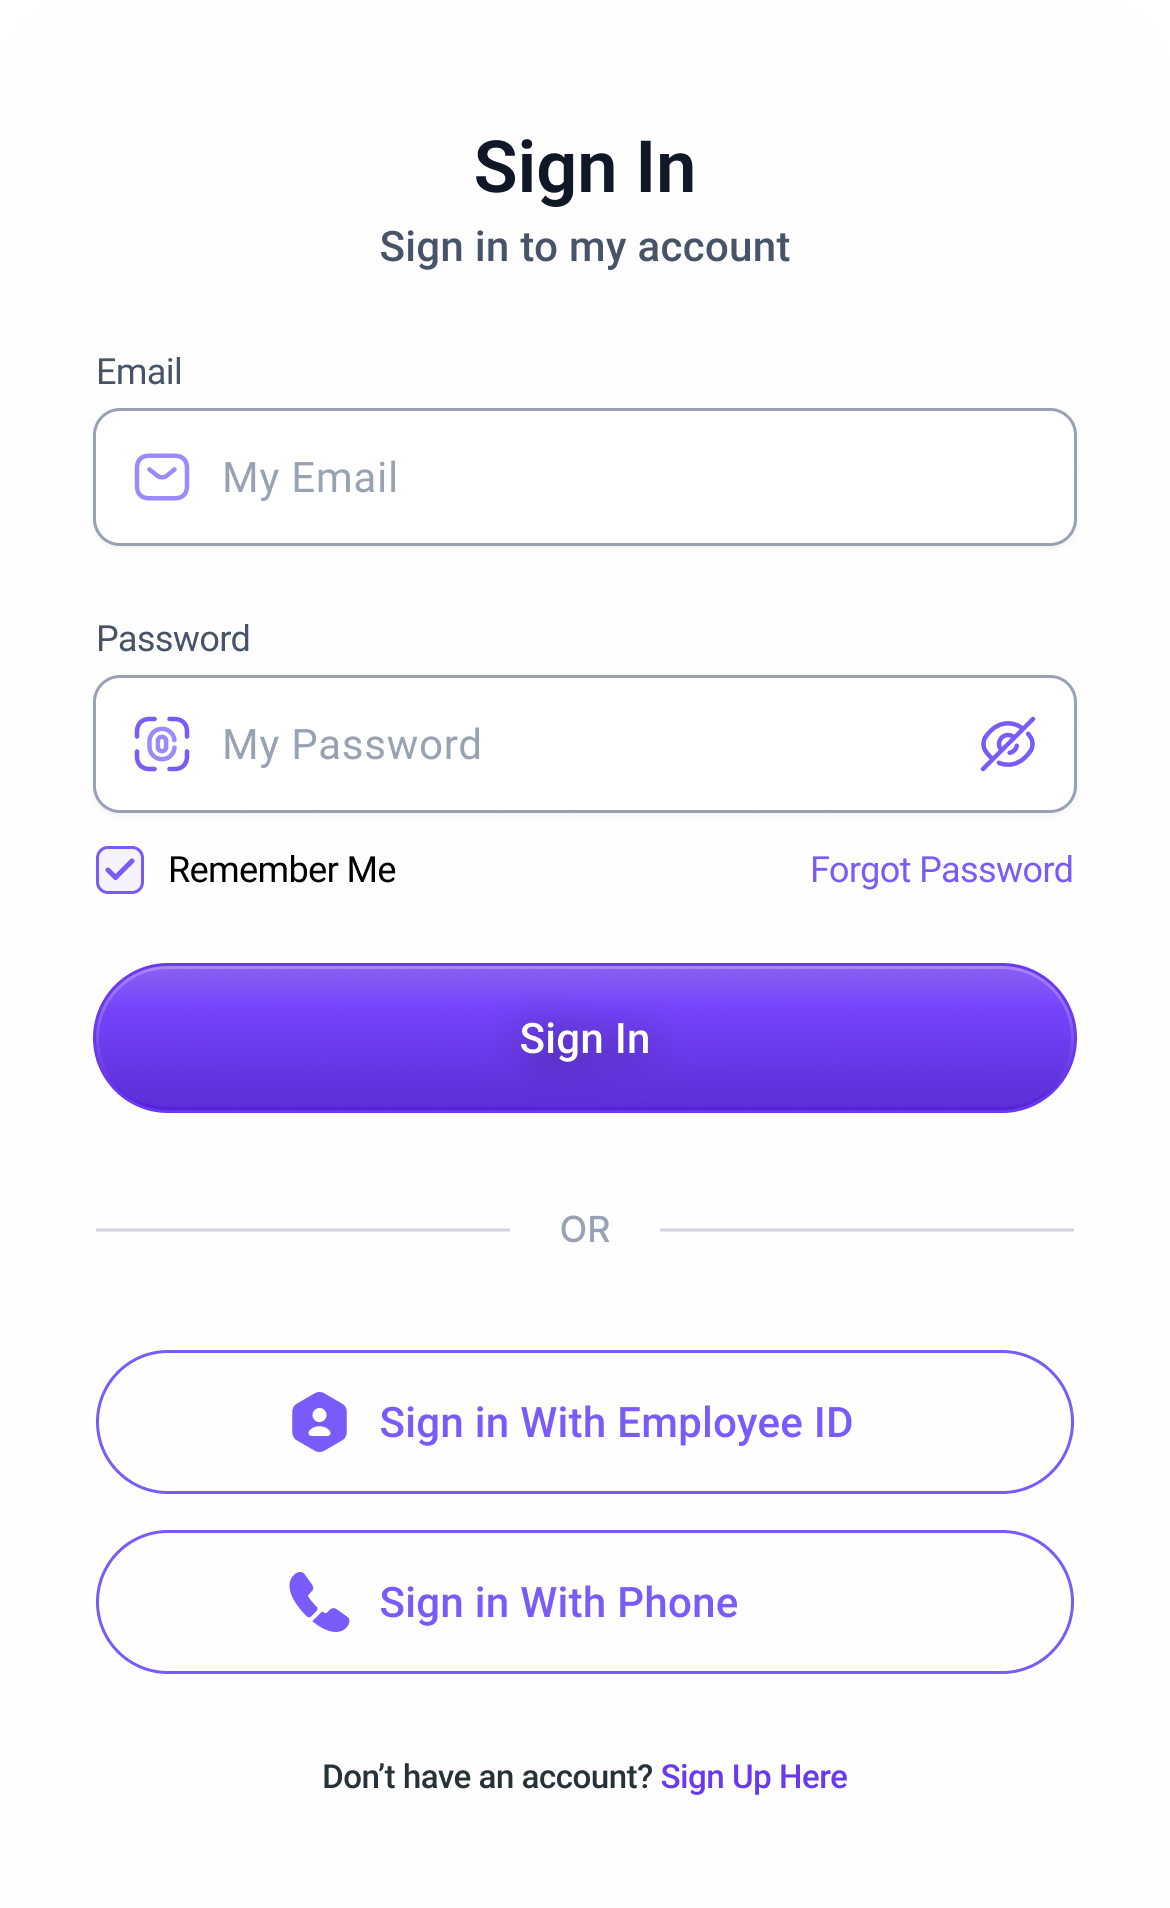 Sign In
Sign in to my account
Email
My Email
Password
My Password
Remember Me
Forgot Password
Sign In
OR
Sign in With Employee ID
Sign in With Phone
Don’t have an account? Sign Up Here